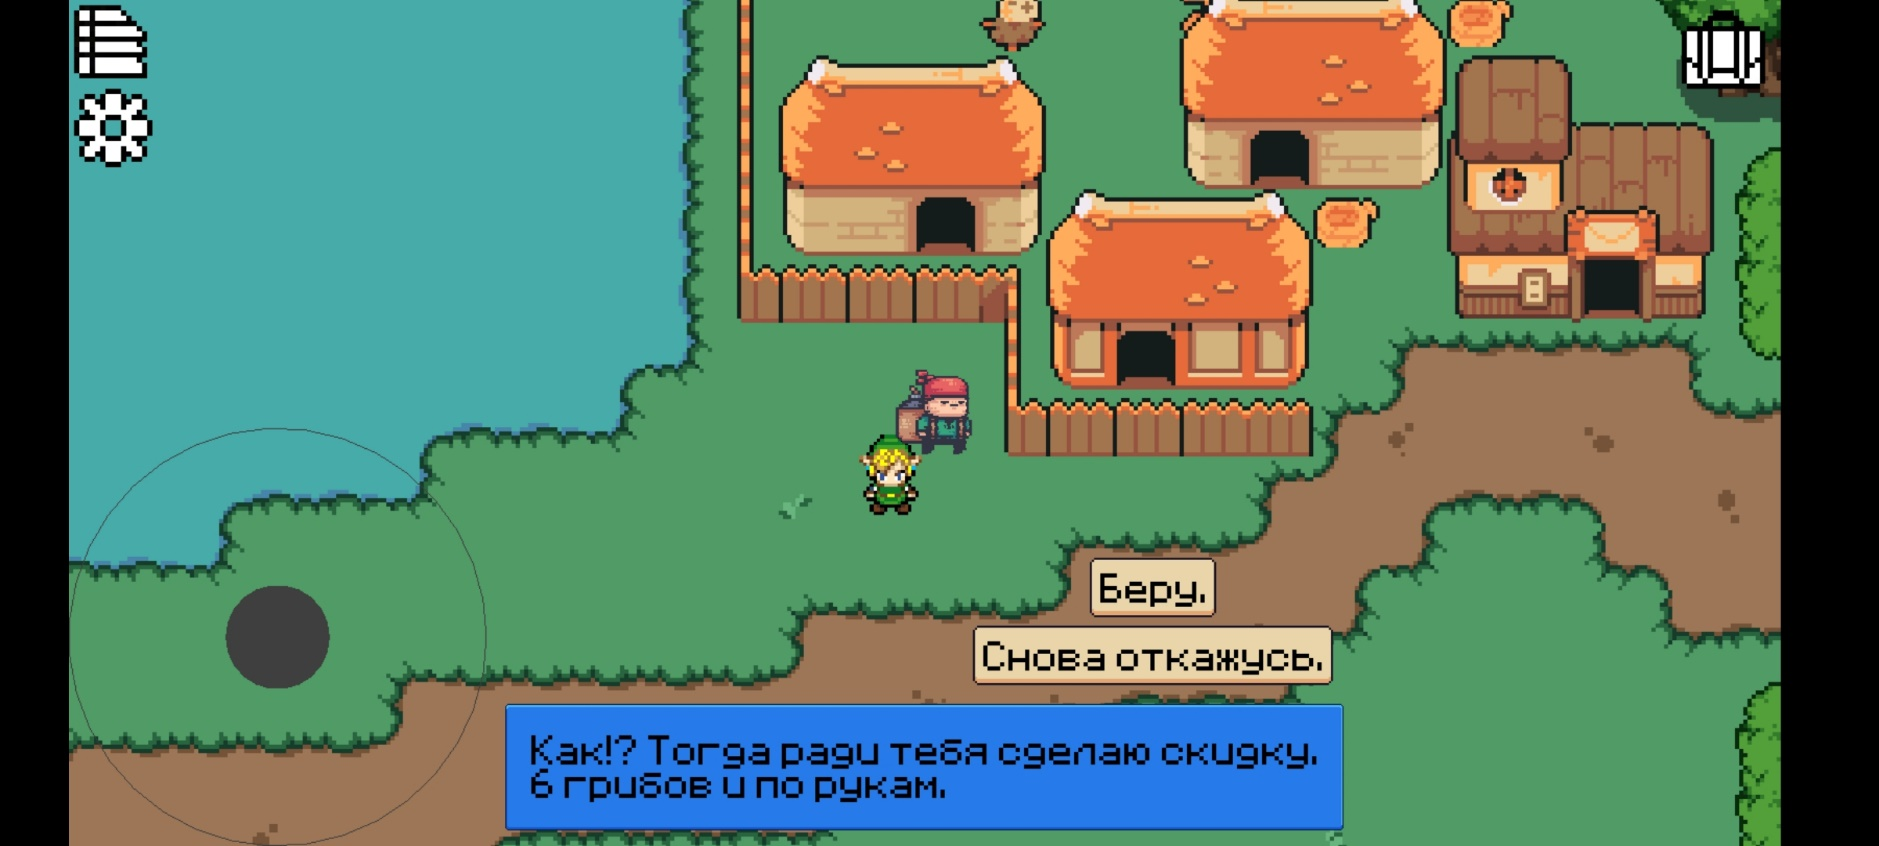 Беру.
Снова откажусь.
Как!? Тогда ради тебя сделаю скидку.
6 грибов и по рукам.